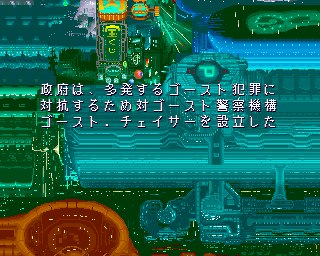 政府は、多発するゴースト犯罪に
対抗するため対ゴースト警察機構
ゴースト．チェイサーを設立した